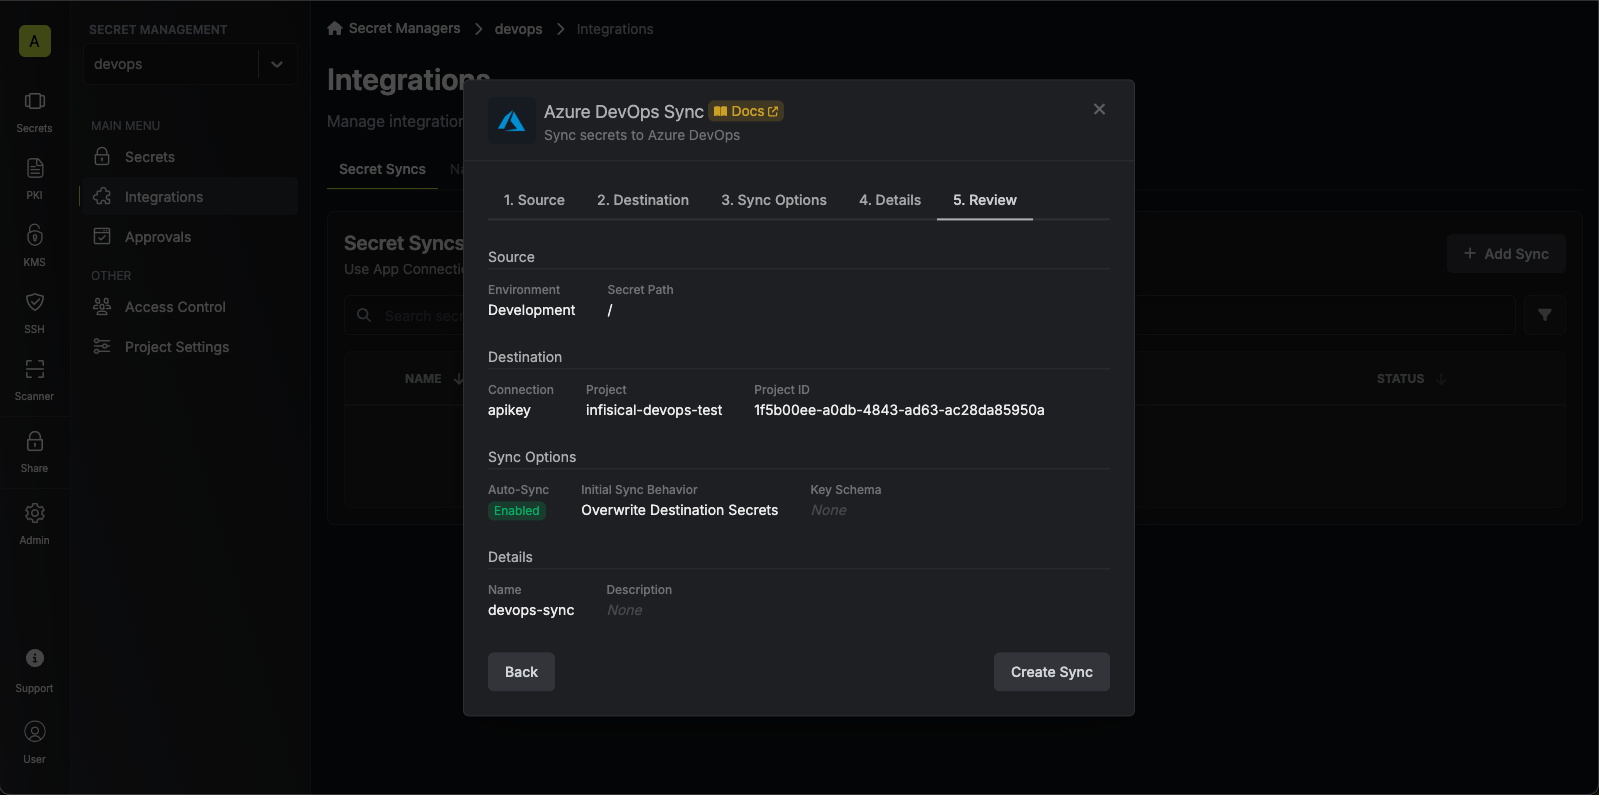 A
SECRET MANAGEMENT
devops
Secrets
PKI
KMS
SSH
Scanner
Share
Admin
Support
User
MAIN MENU
Secrets
Integrations
Approvals
OTHER
Access Control
Project Settings
Secret Managers > devops > Integrations
Integrations
Manage integration
Secret Syncs
Secret Syncs
Use App Connectio
+ Add Sync
Search secr
NAME
STATUS
Azure DevOps Sync Docs
Sync secrets to Azure DevOps
1. Source 2. Destination 3. Sync Options 4. Details 5. Review
Source
Environment Secret Path
Development /
Destination
Connection Project Project ID
apikey infisical-devops-test 1f5b00ee-a0db-4843-ad63-ac28da85950a
Sync Options
Auto-Sync Initial Sync Behavior Key Schema
Enabled Overwrite Destination Secrets None
Details
Name Description
devops-sync None
Back Create Sync